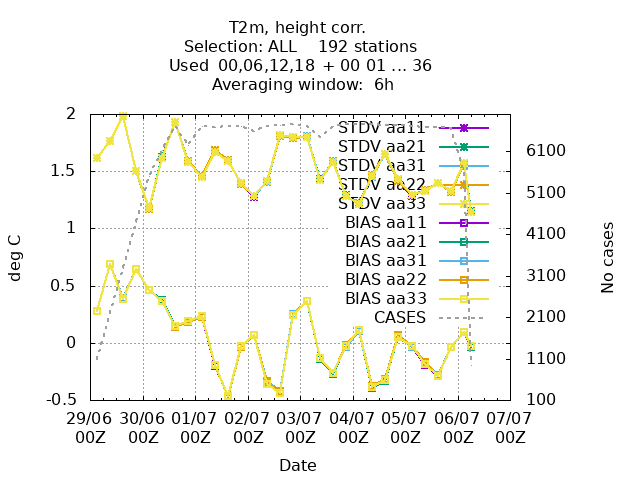 T2m, height corr.
Selection: ALL 192 stations
Used 00,06,12,18 + 00 01 ... 36
Averaging window: 6h
2
1.5
1
0.5
0
-0.5
deg C
STDV aa11
STDV aa21
STDV aa31
STDV aa22
STDV aa33
BIAS aa11
BIAS aa21
BIAS aa31
BIAS aa22
BIAS aa33
CASES
6100
5100
4100
3100
2100
1100
100
No cases
29/06 30/06 01/07 02/07 03/07 04/07 05/07 06/07 07/07
00Z 00Z 00Z 00Z 00Z 00Z 00Z 00Z 00Z
Date